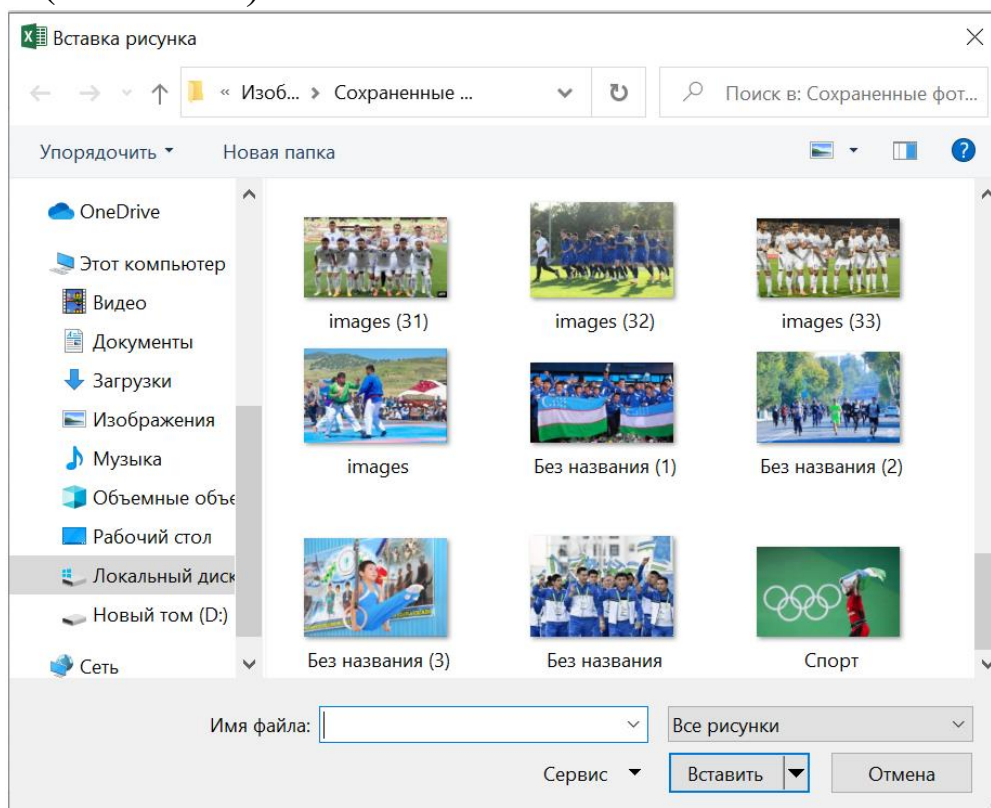 Вставка рисунка
« Изоб... › Сохраненные ...
Поиск в: Сохраненные фот...
Упорядочить
Новая папка
?
OneDrive
Этот компьютер
Видео
Документы
Загрузки
Изображения
Музыка
Объемные объе
Рабочий стол
Локальный диск
Новый том (D:)
Сеть
images (31)
images (32)
images (33)
images
Без названия (1)
Без названия (2)
Без названия (3)
Без названия
Спорт
Имя файла:
Все рисунки
Сервис
Вставить
Отмена